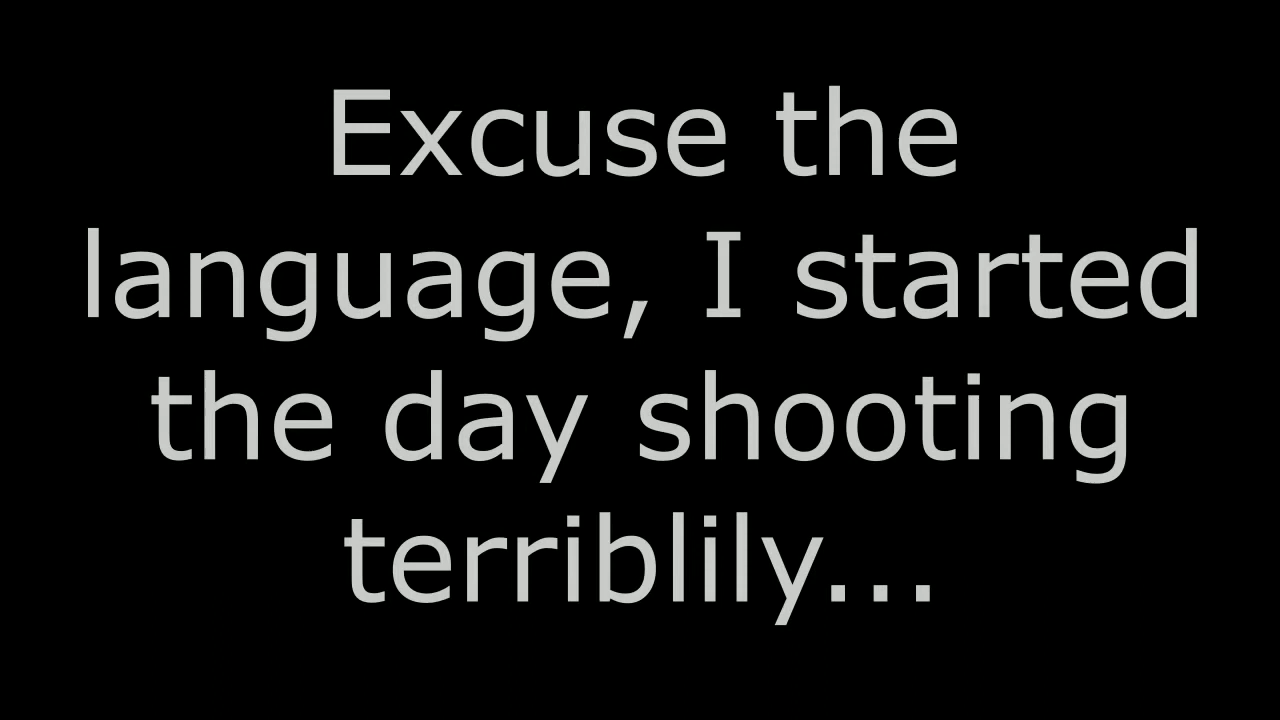 Excuse the
language, I started
the day shooting
terriblily...